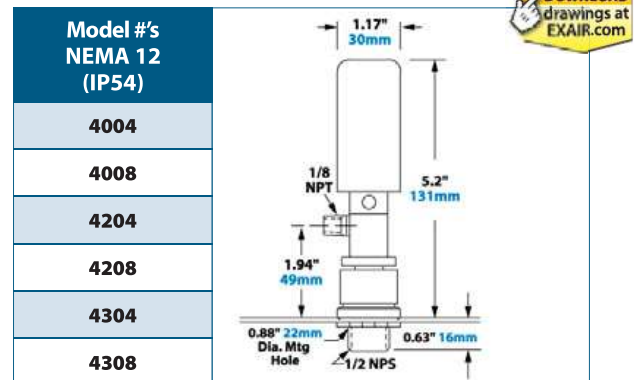 Model #'s
NEMA 12
(IP54)
4004
4008
4204
4208
4304
4308
1.17"
30mm
drawings at
EXAIR.com
1/8
NPT
5.2"
131mm
1.94"
49mm
0.88" 22mm
Dia. Mtg
Hole
1/2 NPS
0.63" 16mm